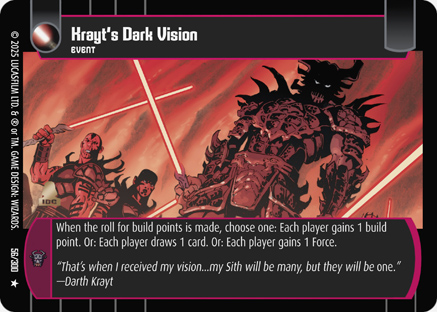 Krayt's Dark Vision
EVENT
When the roll for build points is made, choose one: Each player gains 1 build
point. Or: Each player draws 1 card. Or: Each player gains 1 Force.
"That's when I received my vision...my Sith will be many, but they will be one."
—Darth Krayt
© 2025 LUCASFILM LTD. & ® or TM. GAME DESIGN: WIZARDS.
56/300 ★